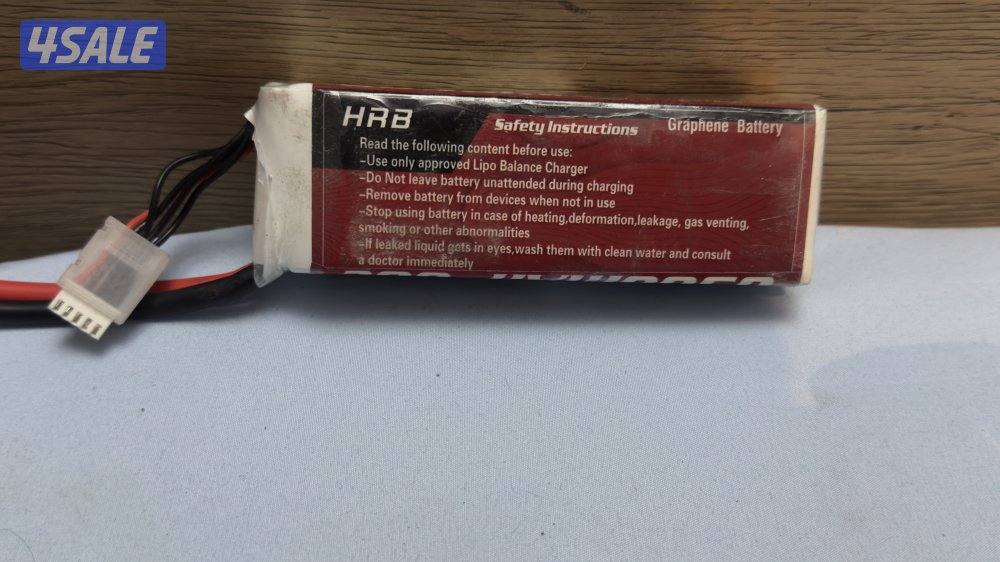 4SALE
HRB
Safety Instructions
Graphene Battery
Read the following content before use:
-Use only approved Lipo Balance Charger
-Do Not leave battery unattended during charging
-Remove battery from devices when not in use
-Stop using battery in case of heating,deformation,leakage, gas venting,
smoking or other abnormalities
-If leaked liquid gets in eyes,wash them with clean water and consult
a doctor immediately